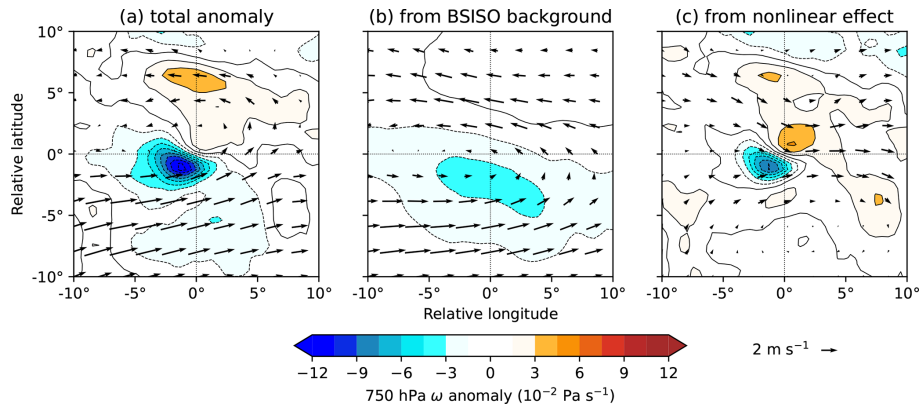 (a) total anomaly
(b) from BSISO background
(c) from nonlinear effect
10°
5°
0°
-5°
-10°
Relative latitude
-10° -5° 0° 5° 10°
-10° -5° 0° 5° 10°
-10° -5° 0° 5° 10°
Relative longitude
−12 −9 −6 −3 0 3 6 9 12
750 hPa ω anomaly (10⁻² Pa s⁻¹)
2 m s⁻¹